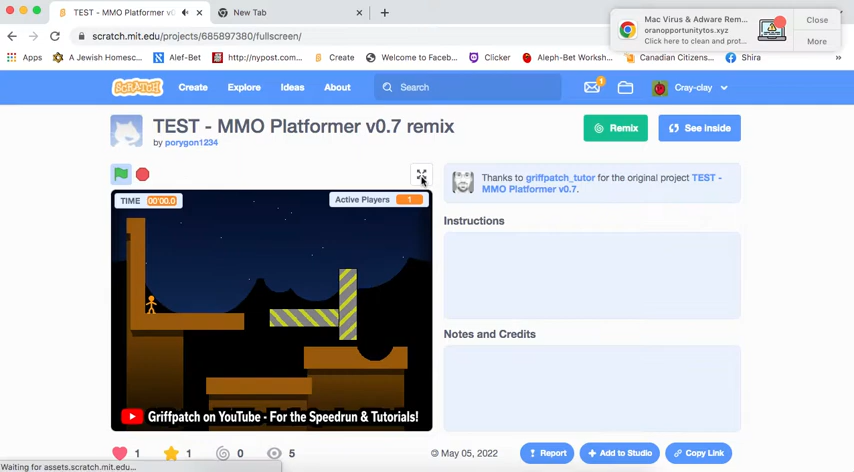 TEST - MMO Platformer v0
New Tab
Mac Virus & Adware Rem...
oranopportunitytos.xyz
Click here to clean and prot...
Close
More
scratch.mit.edu/projects/685897380/fullscreen/
Apps
A Jewish Homesc...
Alef-Bet
http://nypost.com...
Create
Welcome to Faceb...
Clicker
Aleph-Bet Worksh...
Canadian Citizens...
Shira
SCRATCH
Create
Explore
Ideas
About
Search
1
Cray-clay
TEST - MMO Platformer v0.7 remix
by porygon1234
Remix
See inside
Thanks to griffpatch_tutor for the original project TEST -
MMO Platformer v0.7.
TIME 00:00.0
Active Players 1
Instructions
Notes and Credits
Griffpatch on YouTube - For the Speedrun & Tutorials!
1
1
0
5
© May 05, 2022
Report
Add to Studio
Copy Link
Waiting for assets.scratch.mit.edu...